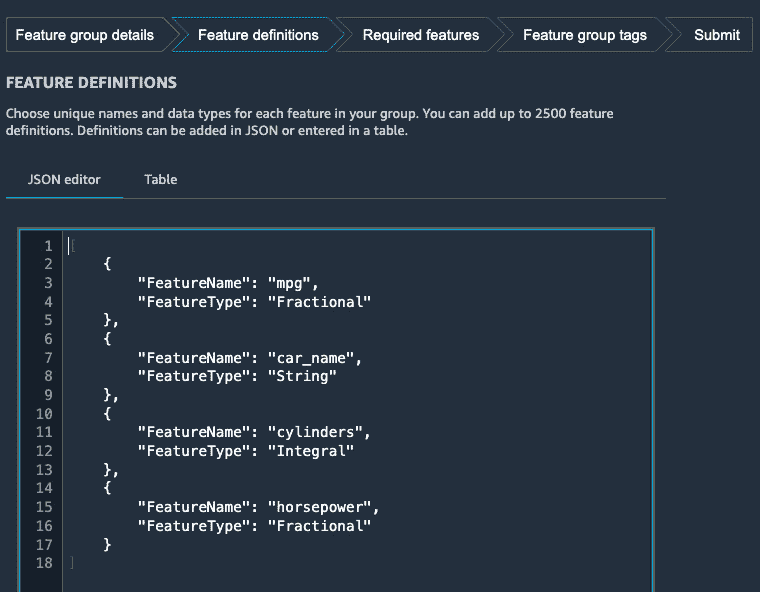 Feature group details
Feature definitions
Required features
Feature group tags
Submit
FEATURE DEFINITIONS
Choose unique names and data types for each feature in your group. You can add up to 2500 feature
definitions. Definitions can be added in JSON or entered in a table.
JSON editor
Table
1 [
2 {
3 "FeatureName": "mpg",
4 "FeatureType": "Fractional"
5 },
6 {
7 "FeatureName": "car_name",
8 "FeatureType": "String"
9 },
10 {
11 "FeatureName": "cylinders",
12 "FeatureType": "Integral"
13 },
14 {
15 "FeatureName": "horsepower",
16 "FeatureType": "Fractional"
17 }
18 ]